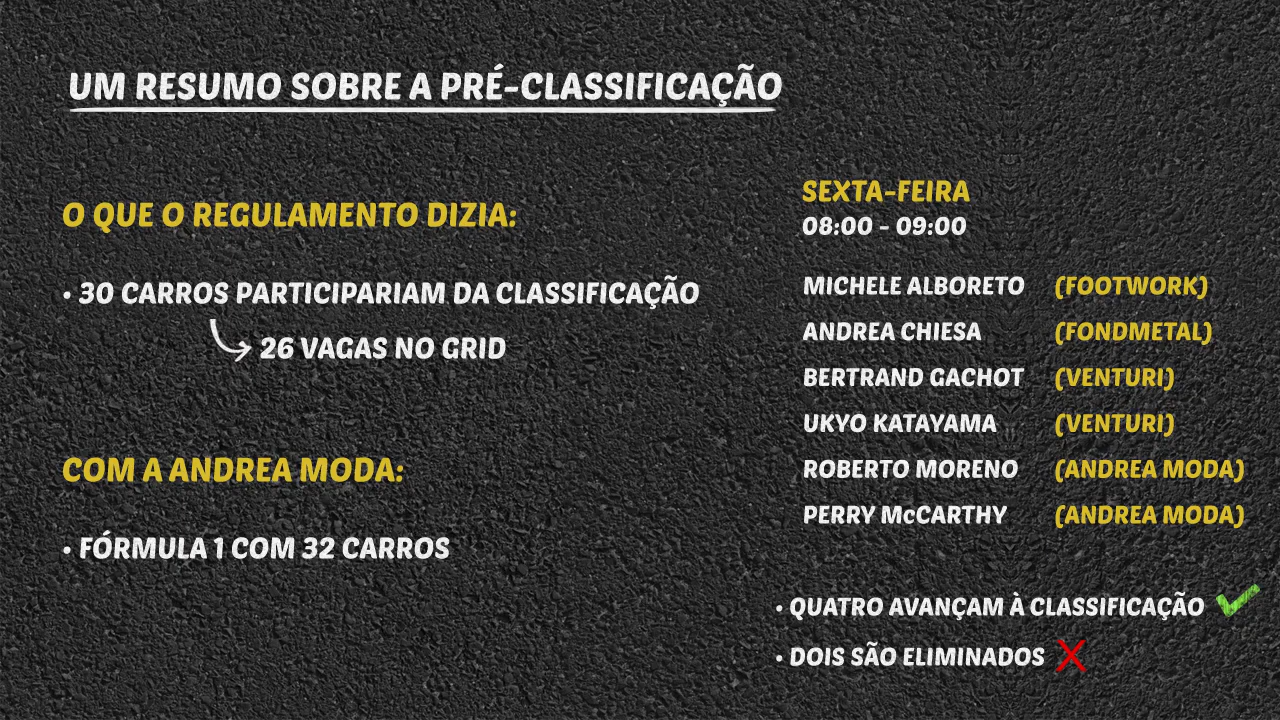 UM RESUMO SOBRE A PRÉ-CLASSIFICAÇÃO
O QUE O REGULAMENTO DIZIA:
• 30 CARROS PARTICIPARIAM DA CLASSIFICAÇÃO
26 VAGAS NO GRID
COM A ANDREA MODA:
• FÓRMULA 1 COM 32 CARROS
SEXTA-FEIRA
08:00 - 09:00
MICHELE ALBORETO (FOOTWORK)
ANDREA CHIESA (FONDMETAL)
BERTRAND GACHOT (VENTURI)
UKYO KATAYAMA (VENTURI)
ROBERTO MORENO (ANDREA MODA)
PERRY McCARTHY (ANDREA MODA)
• QUATRO AVANÇAM À CLASSIFICAÇÃO
• DOIS SÃO ELIMINADOS